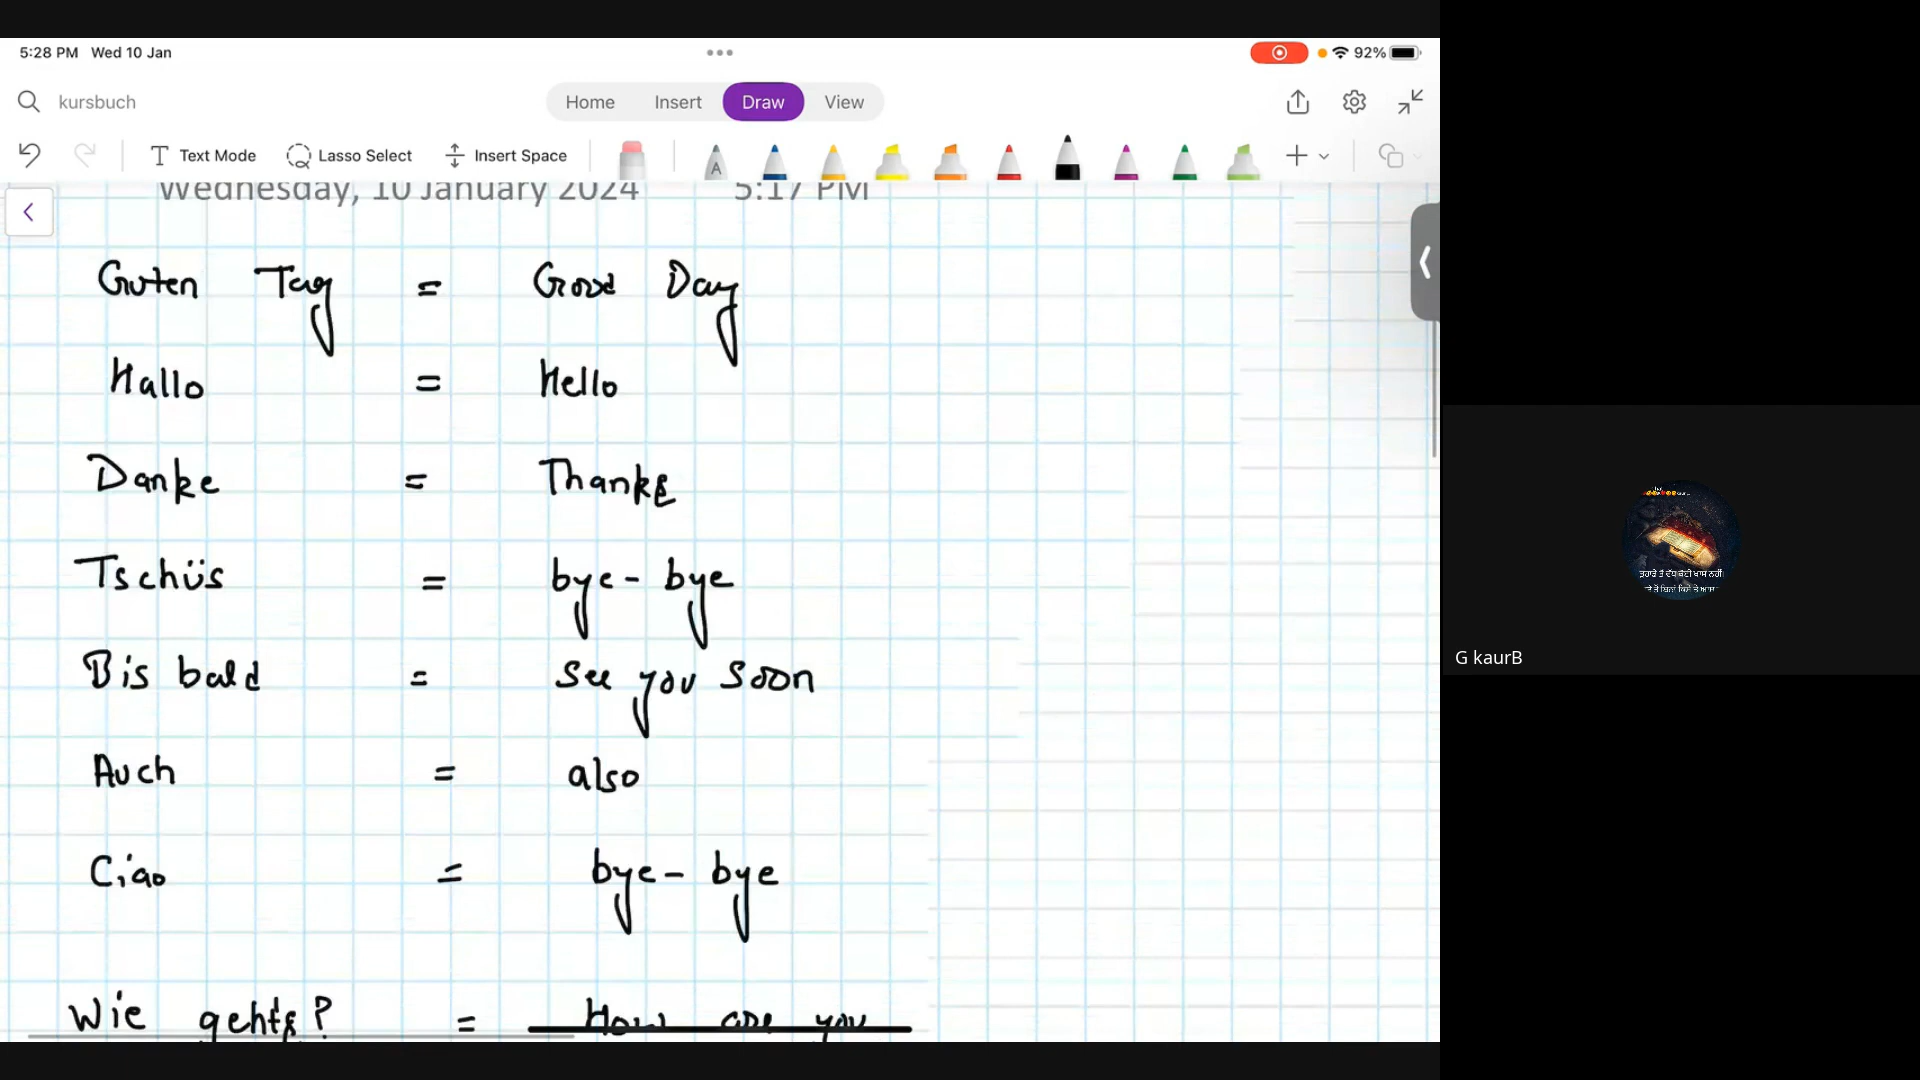 5:28 PM Wed 10 Jan
92%
kursbuch
Home Insert Draw View
Text Mode Lasso Select Insert Space
A
Wednesday, 10 January 2024 5:17 PM
Guten Tag = Good Day
Hallo = Hello
Danke = Thanks
Tschüs = bye-bye
Bis bald = See you soon
Auch = also
Ciao = bye-bye
Wie gehts? = How are you
G kaurB